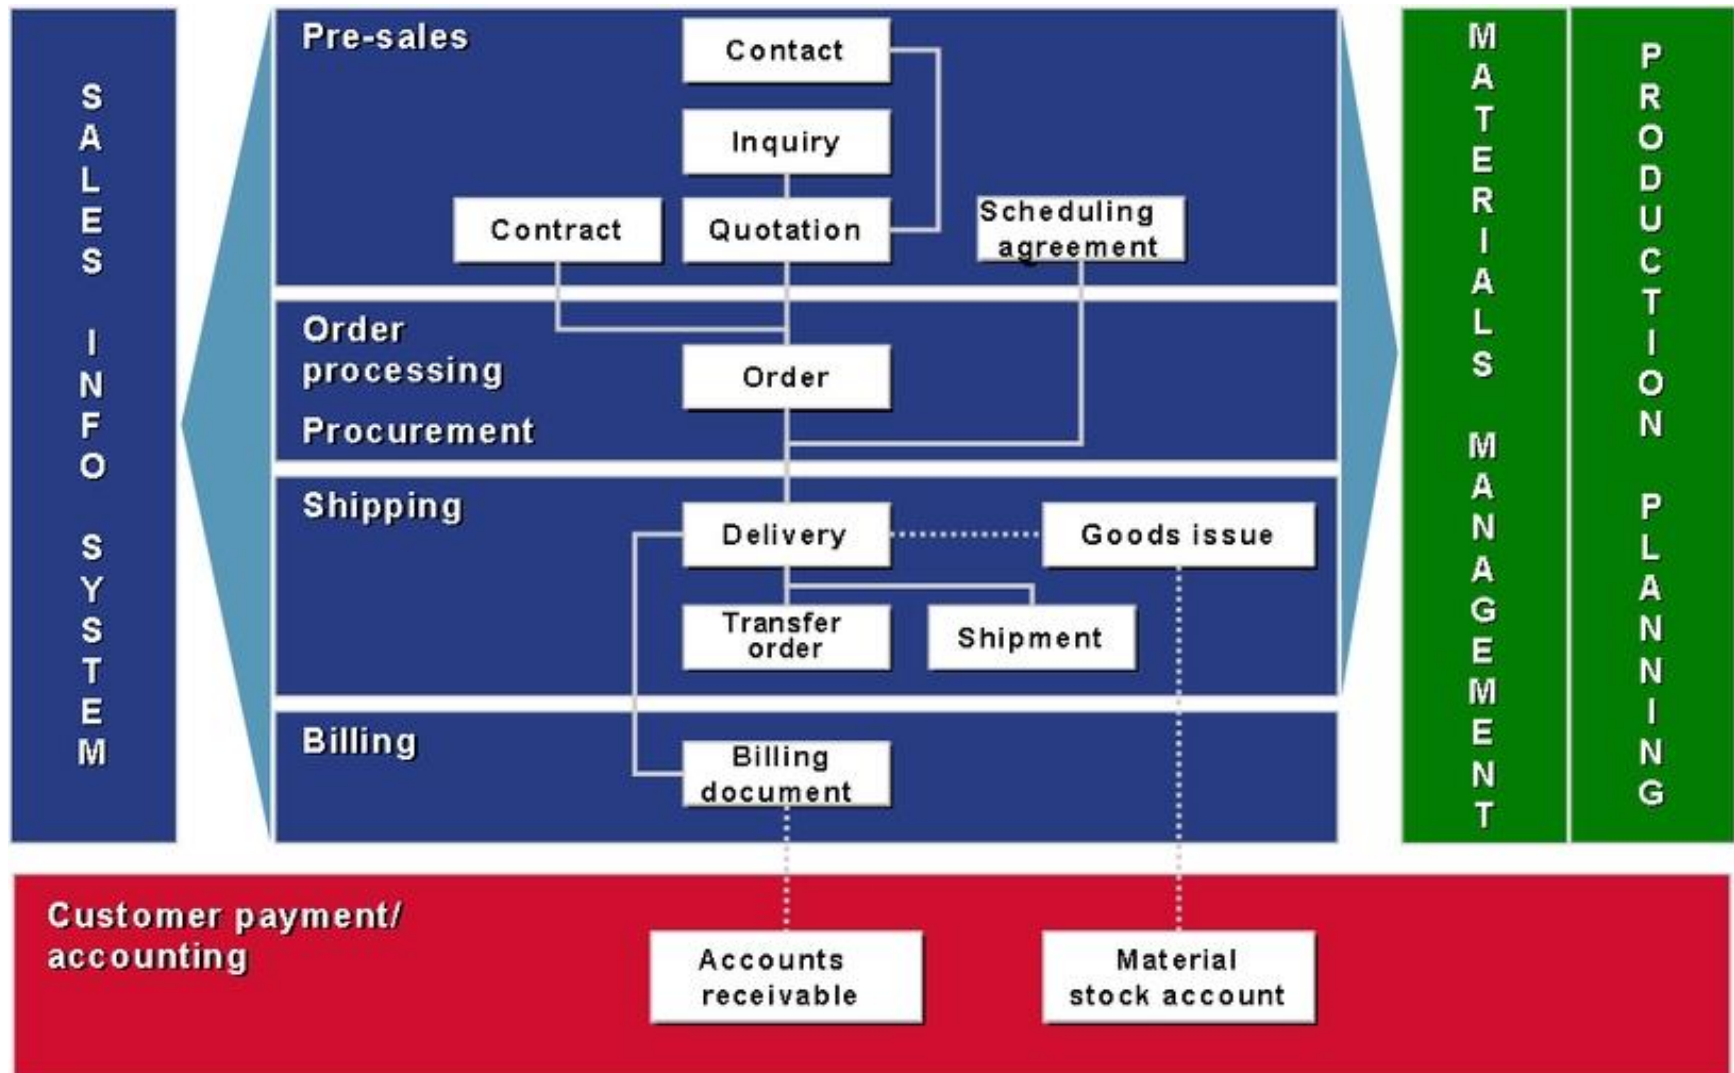 SALES INFO SYSTEM
Pre-sales
Contact
Inquiry
Contract
Quotation
Scheduling
agreement
Order
processing
Order
Procurement
Shipping
Delivery
Goods issue
Transfer
order
Shipment
Billing
Billing
document
MATERIALS MANAGEMENT
PRODUCTION PLANNING
Customer payment/
accounting
Accounts
receivable
Material
stock account